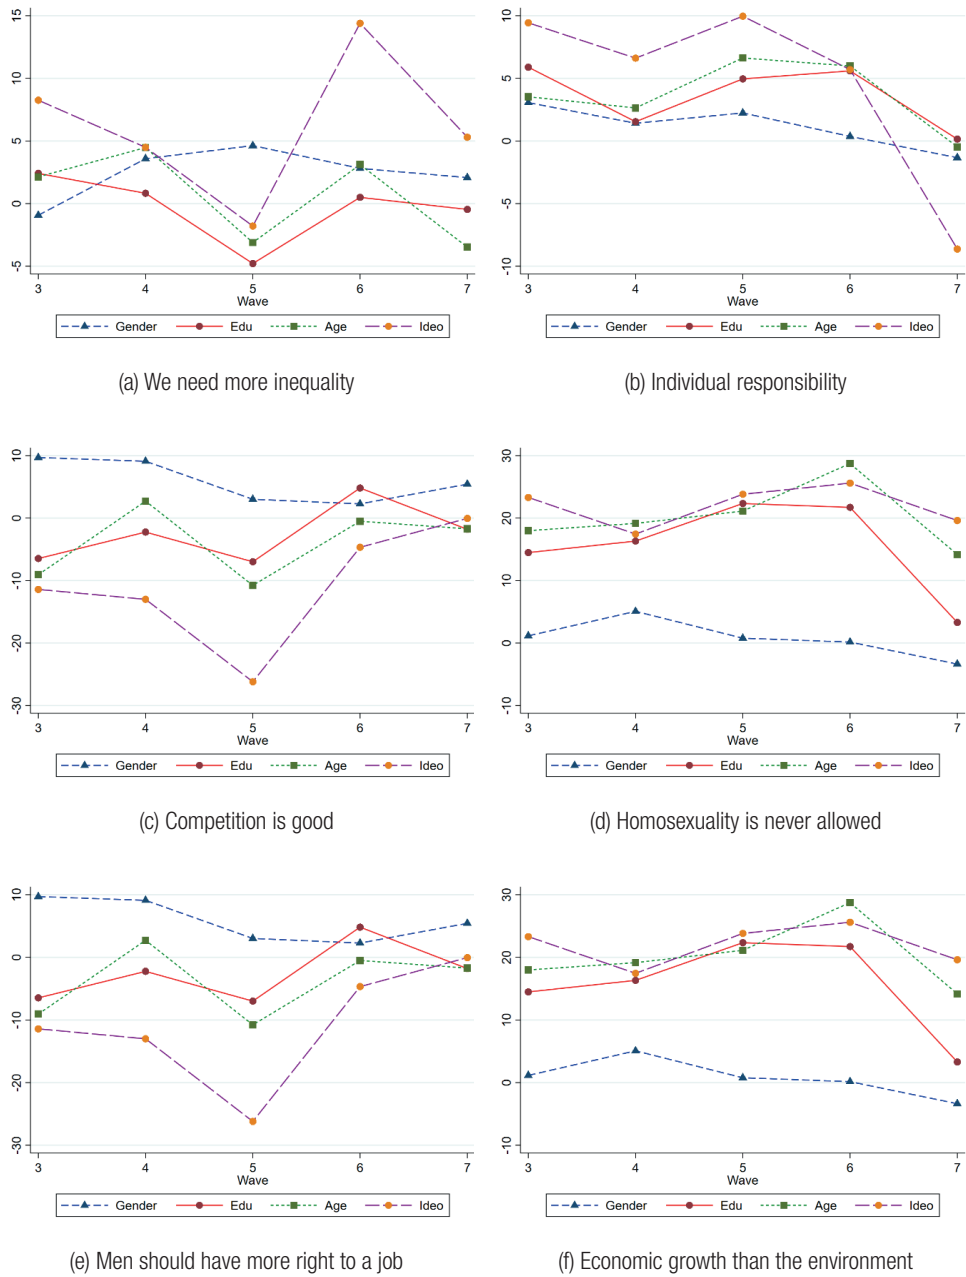 15
10
5
0
-5
3 4 5 6 7
Wave
Gender Edu Age Ideo
(a) We need more inequality
10
5
0
-5
-10
3 4 5 6 7
Wave
Gender Edu Age Ideo
(b) Individual responsibility
10
0
-10
-20
-30
3 4 5 6 7
Wave
Gender Edu Age Ideo
(c) Competition is good
30
20
10
0
-10
3 4 5 6 7
Wave
Gender Edu Age Ideo
(d) Homosexuality is never allowed
10
0
-10
-20
-30
3 4 5 6 7
Wave
Gender Edu Age Ideo
(e) Men should have more right to a job
30
20
10
0
-10
3 4 5 6 7
Wave
Gender Edu Age Ideo
(f) Economic growth than the environment